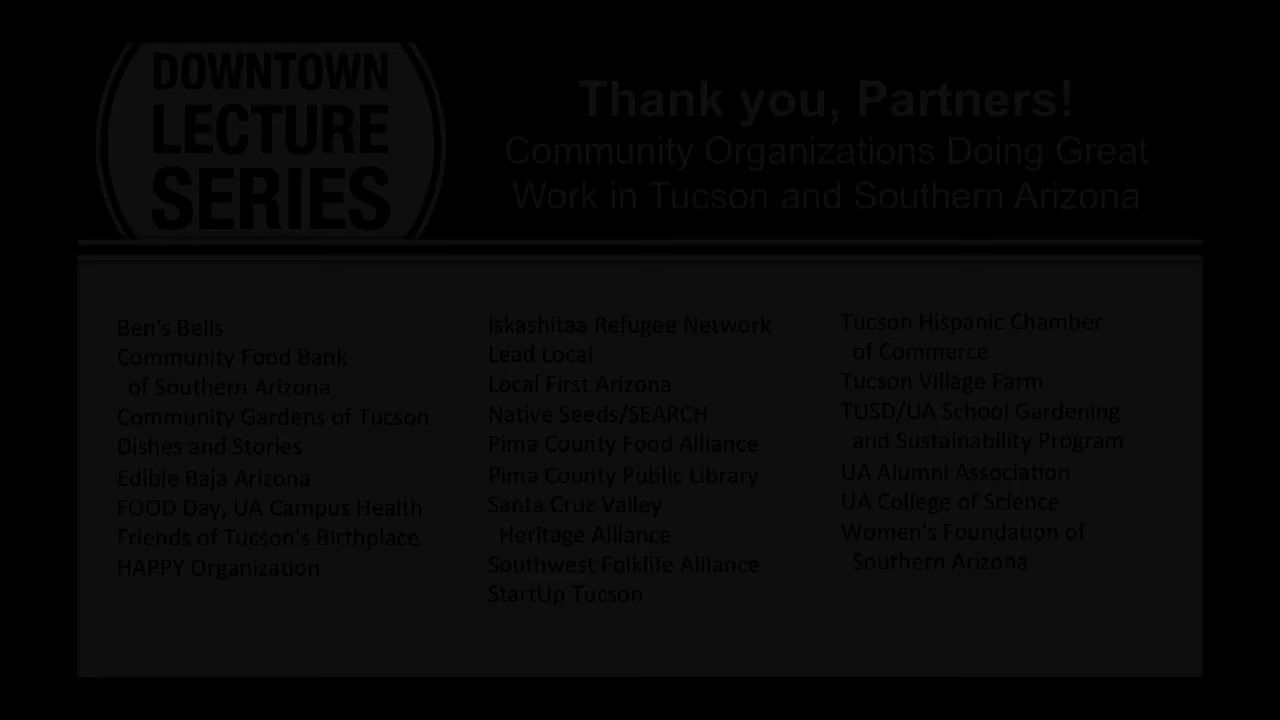 DOWNTOWN
LECTURE
SERIES
Thank you, Partners!
Community Organizations Doing Great
Work in Tucson and Southern Arizona
Ben's Bells
Community Food Bank
of Southern Arizona
Community Gardens of Tucson
Dishes and Stories
Edible Baja Arizona
FOOD Day, UA Campus Health
Friends of Tucson's Birthplace
HAPPY Organization
Iskashitaa Refugee Network
Lead Local
Local First Arizona
Native Seeds/SEARCH
Pima County Food Alliance
Pima County Public Library
Santa Cruz Valley
Heritage Alliance
Southwest Folklife Alliance
StartUp Tucson
Tucson Hispanic Chamber
of Commerce
Tucson Village Farm
TUSD/UA School Gardening
and Sustainability Program
UA Alumni Association
UA College of Science
Women's Foundation of
Southern Arizona